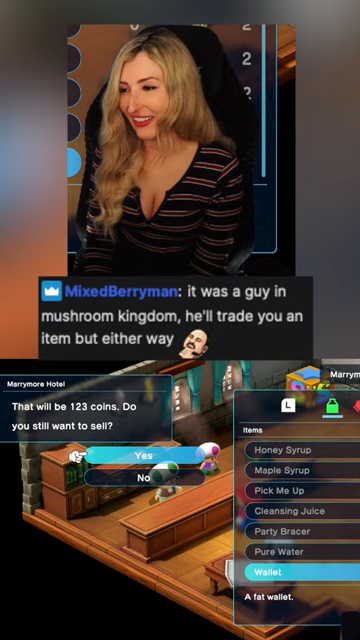 2
2
2
MixedBerryman: it was a guy in
mushroom kingdom, he'll trade you an
item but either way
Marrymore Hotel
That will be 123 coins. Do
you still want to sell?
Yes
No
Marrym
L
Items
Honey Syrup
Maple Syrup
Pick Me Up
Cleansing Juice
Party Bracer
Pure Water
Wallet
A fat wallet.